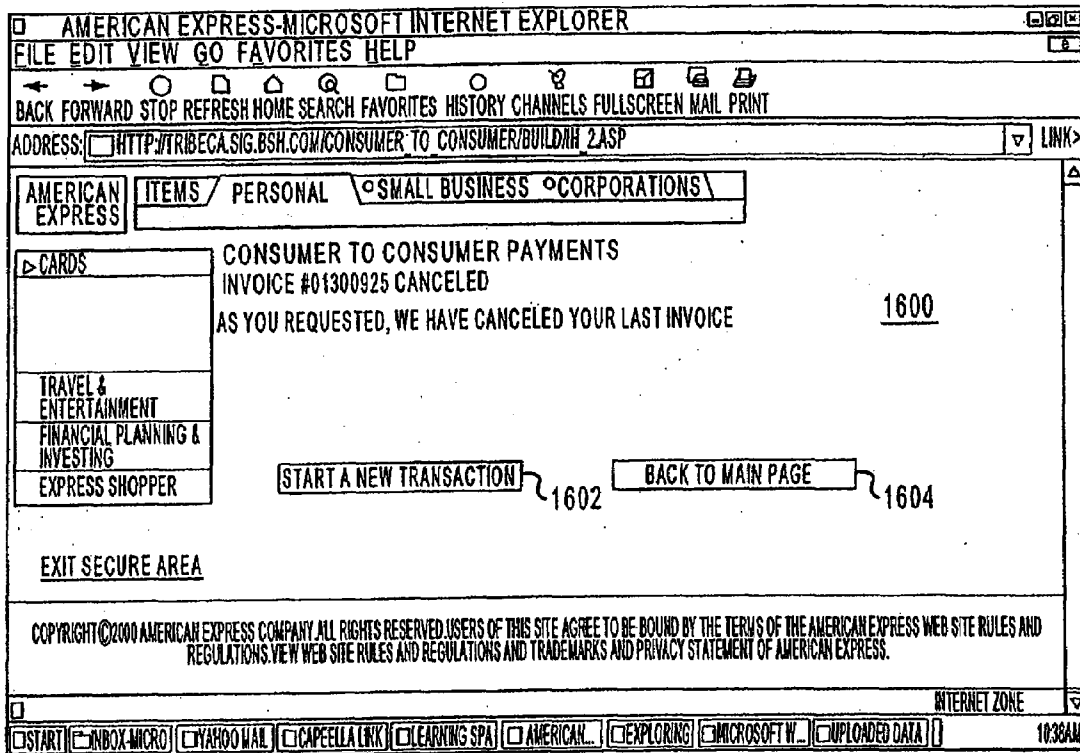 AMERICAN EXPRESS-MICROSOFT INTERNET EXPLORER
FILE EDIT VIEW GO FAVORITES HELP
BACK FORWARD STOP REFRESH HOME SEARCH FAVORITES HISTORY CHANNELS FULLSCREEN MAIL PRINT
ADDRESS: HTTP://TRIBECA.SIG.BSH.COM/CONSUMER_TO_CONSUMER/BUILD/IH_2.ASP LINK>
AMERICAN EXPRESS
ITEMS PERSONAL SMALL BUSINESS CORPORATIONS
CARDS
TRAVEL &
ENTERTAINMENT
FINANCIAL PLANNING &
INVESTING
EXPRESS SHOPPER
CONSUMER TO CONSUMER PAYMENTS
INVOICE #01300925 CANCELED
AS YOU REQUESTED, WE HAVE CANCELED YOUR LAST INVOICE
1600
START A NEW TRANSACTION
1602
BACK TO MAIN PAGE
1604
EXIT SECURE AREA
COPYRIGHT©2000 AMERICAN EXPRESS COMPANY.ALL RIGHTS RESERVED.USERS OF THIS SITE AGREE TO BE BOUND BY THE TERMS OF THE AMERICAN EXPRESS WEB SITE RULES AND
REGULATIONS.VIEW WEB SITE RULES AND REGULATIONS AND TRADEMARKS AND PRIVACY STATEMENT OF AMERICAN EXPRESS.
INTERNET ZONE
START INBOX-MICRO YAHOO MAIL CAPEELLA LINK LEARNING SPA AMERICAN... EXPLORING MICROSOFT W... UPLOADED DATA 10:38AM